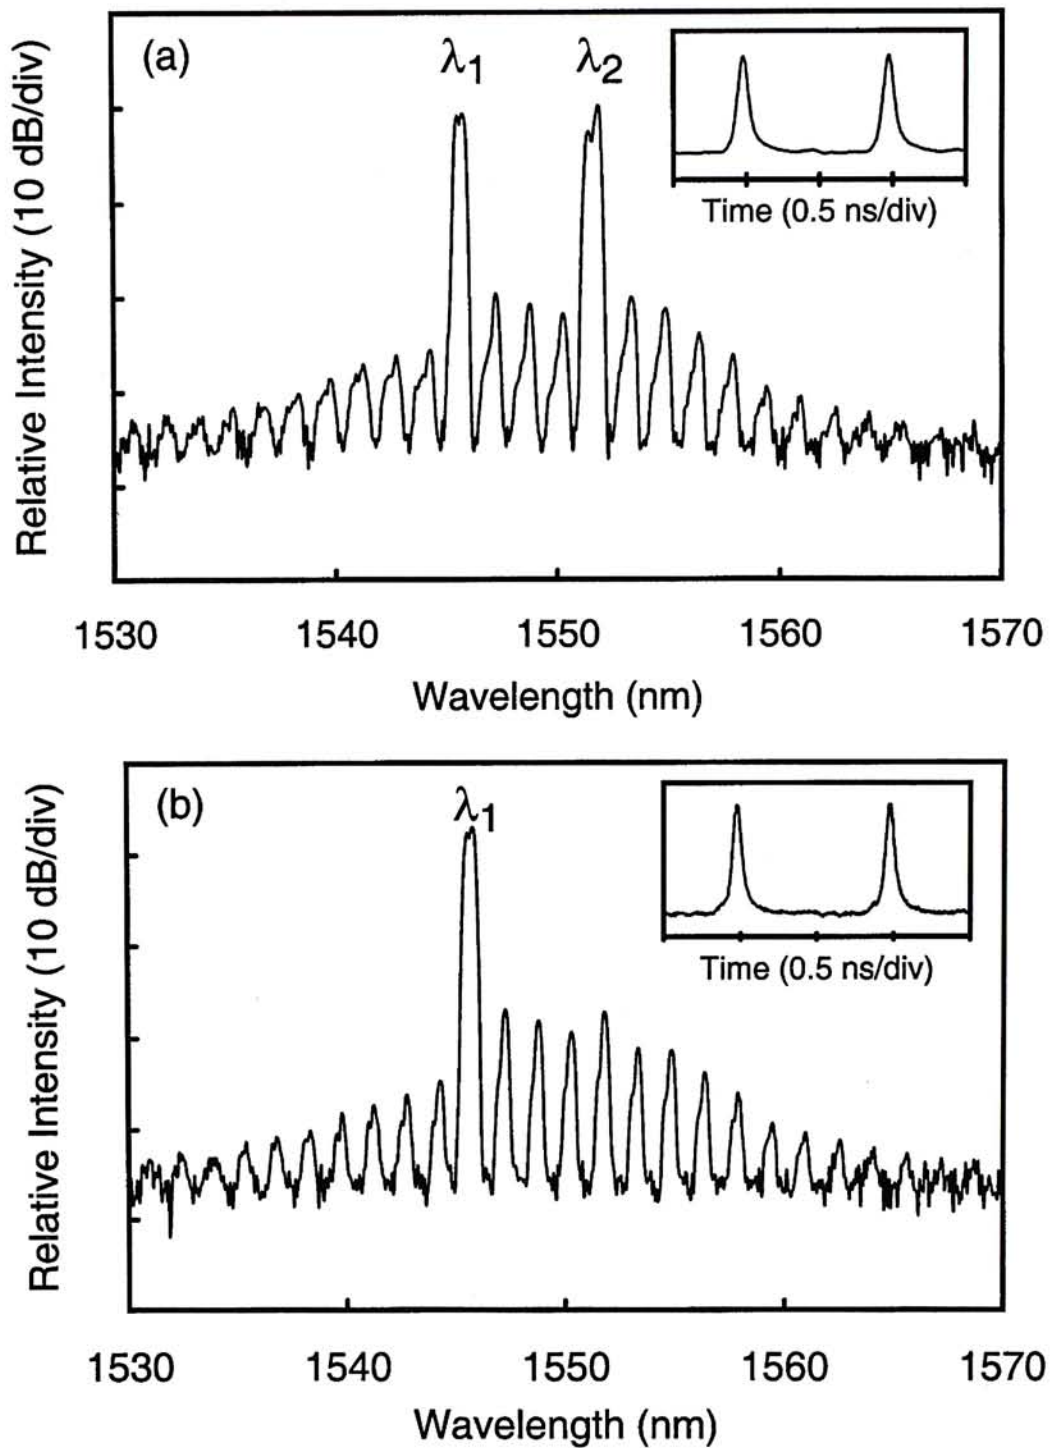 (a)
λ1
λ2
Time (0.5 ns/div)
Relative Intensity (10 dB/div)
1530 1540 1550 1560 1570
Wavelength (nm)
(b)
λ1
Time (0.5 ns/div)
Relative Intensity (10 dB/div)
1530 1540 1550 1560 1570
Wavelength (nm)